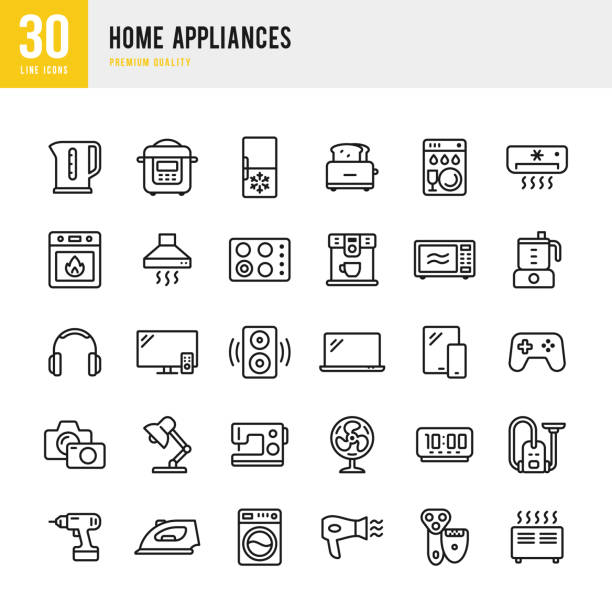 30
LINE ICONS
HOME APPLIANCES
PREMIUM QUALITY
10:00